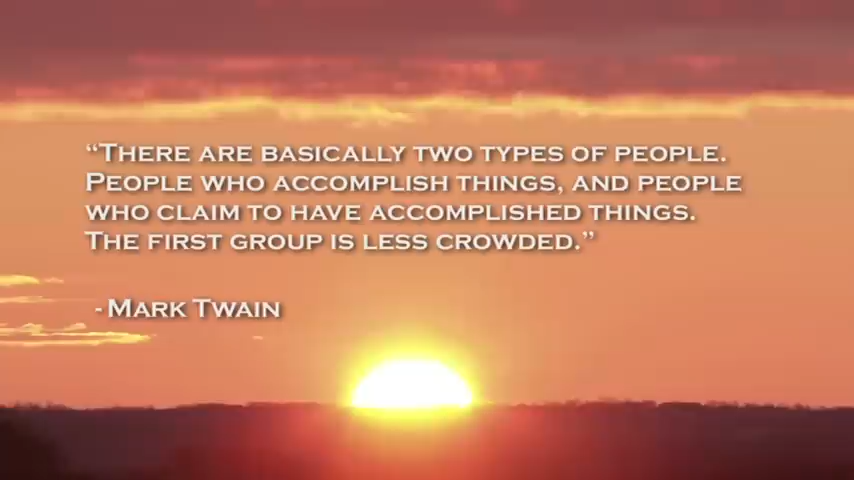 “There are basically two types of people.
People who accomplish things, and people
who claim to have accomplished things.
The first group is less crowded.”
- Mark Twain